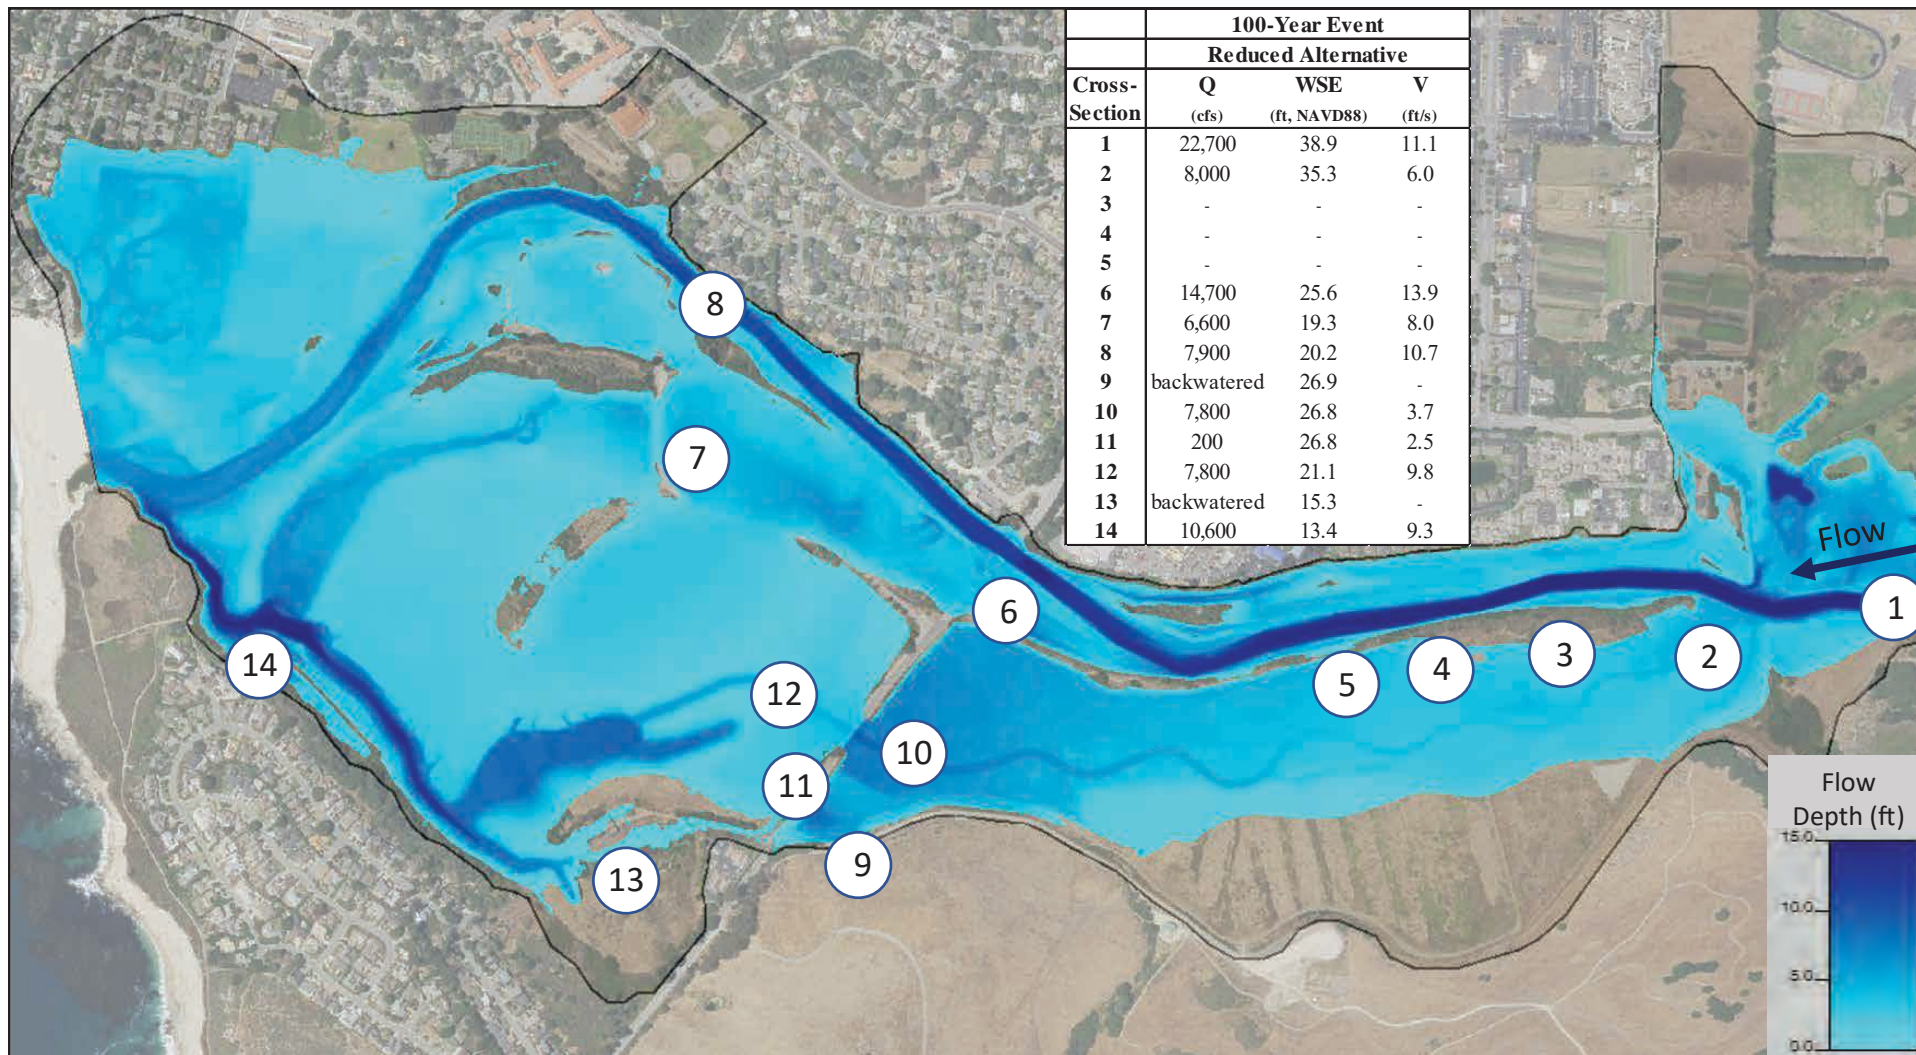 100-Year Event
Reduced Alternative
Cross-Section Q (cfs) WSE (ft, NAVD88) V (ft/s)
1 22,700 38.9 11.1
2 8,000 35.3 6.0
3 - - -
4 - - -
5 - - -
6 14,700 25.6 13.9
7 6,600 19.3 8.0
8 7,900 20.2 10.7
9 backwatered 26.9 -
10 7,800 26.8 3.7
11 200 26.8 2.5
12 7,800 21.1 9.8
13 backwatered 15.3 -
14 10,600 13.4 9.3
8
7
Flow
6
1
14
12
5
4
3
2
11
10
13
9
Flow
Depth (ft)
15.0
10.0
5.0
0.0